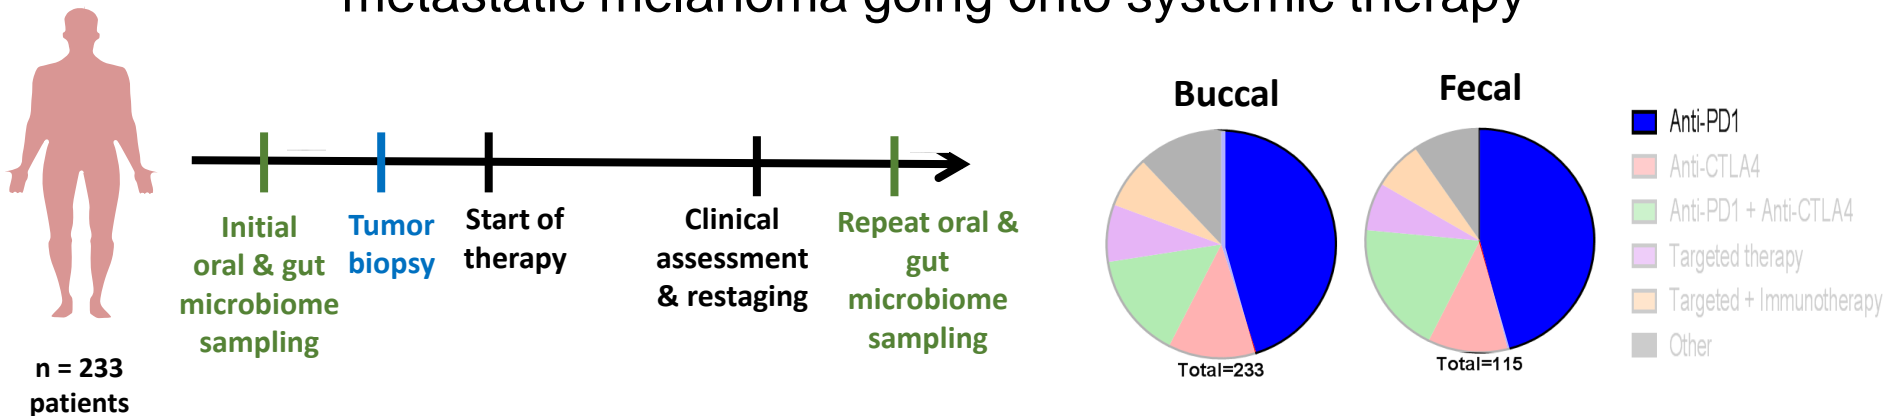 metastatic melanoma going onto systemic therapy
n = 233
patients
Initial
oral & gut
microbiome
sampling
Tumor
biopsy
Start of
therapy
Clinical
assessment
& restaging
Repeat oral &
gut
microbiome
sampling
Buccal
Total=233
Fecal
Total=115
Anti-PD1
Anti-CTLA4
Anti-PD1 + Anti-CTLA4
Targeted therapy
Targeted + Immunotherapy
Other